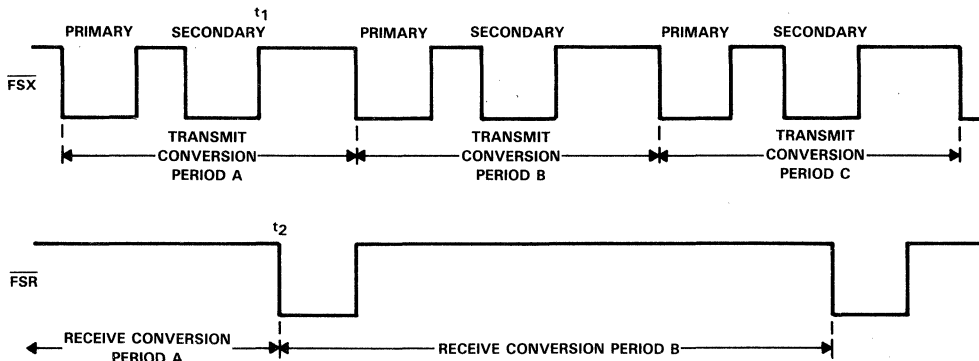 t1
PRIMARY SECONDARY PRIMARY SECONDARY PRIMARY SECONDARY
FSX
TRANSMIT CONVERSION PERIOD A
TRANSMIT CONVERSION PERIOD B
TRANSMIT CONVERSION PERIOD C
t2
FSR
RECEIVE CONVERSION PERIOD A
RECEIVE CONVERSION PERIOD B